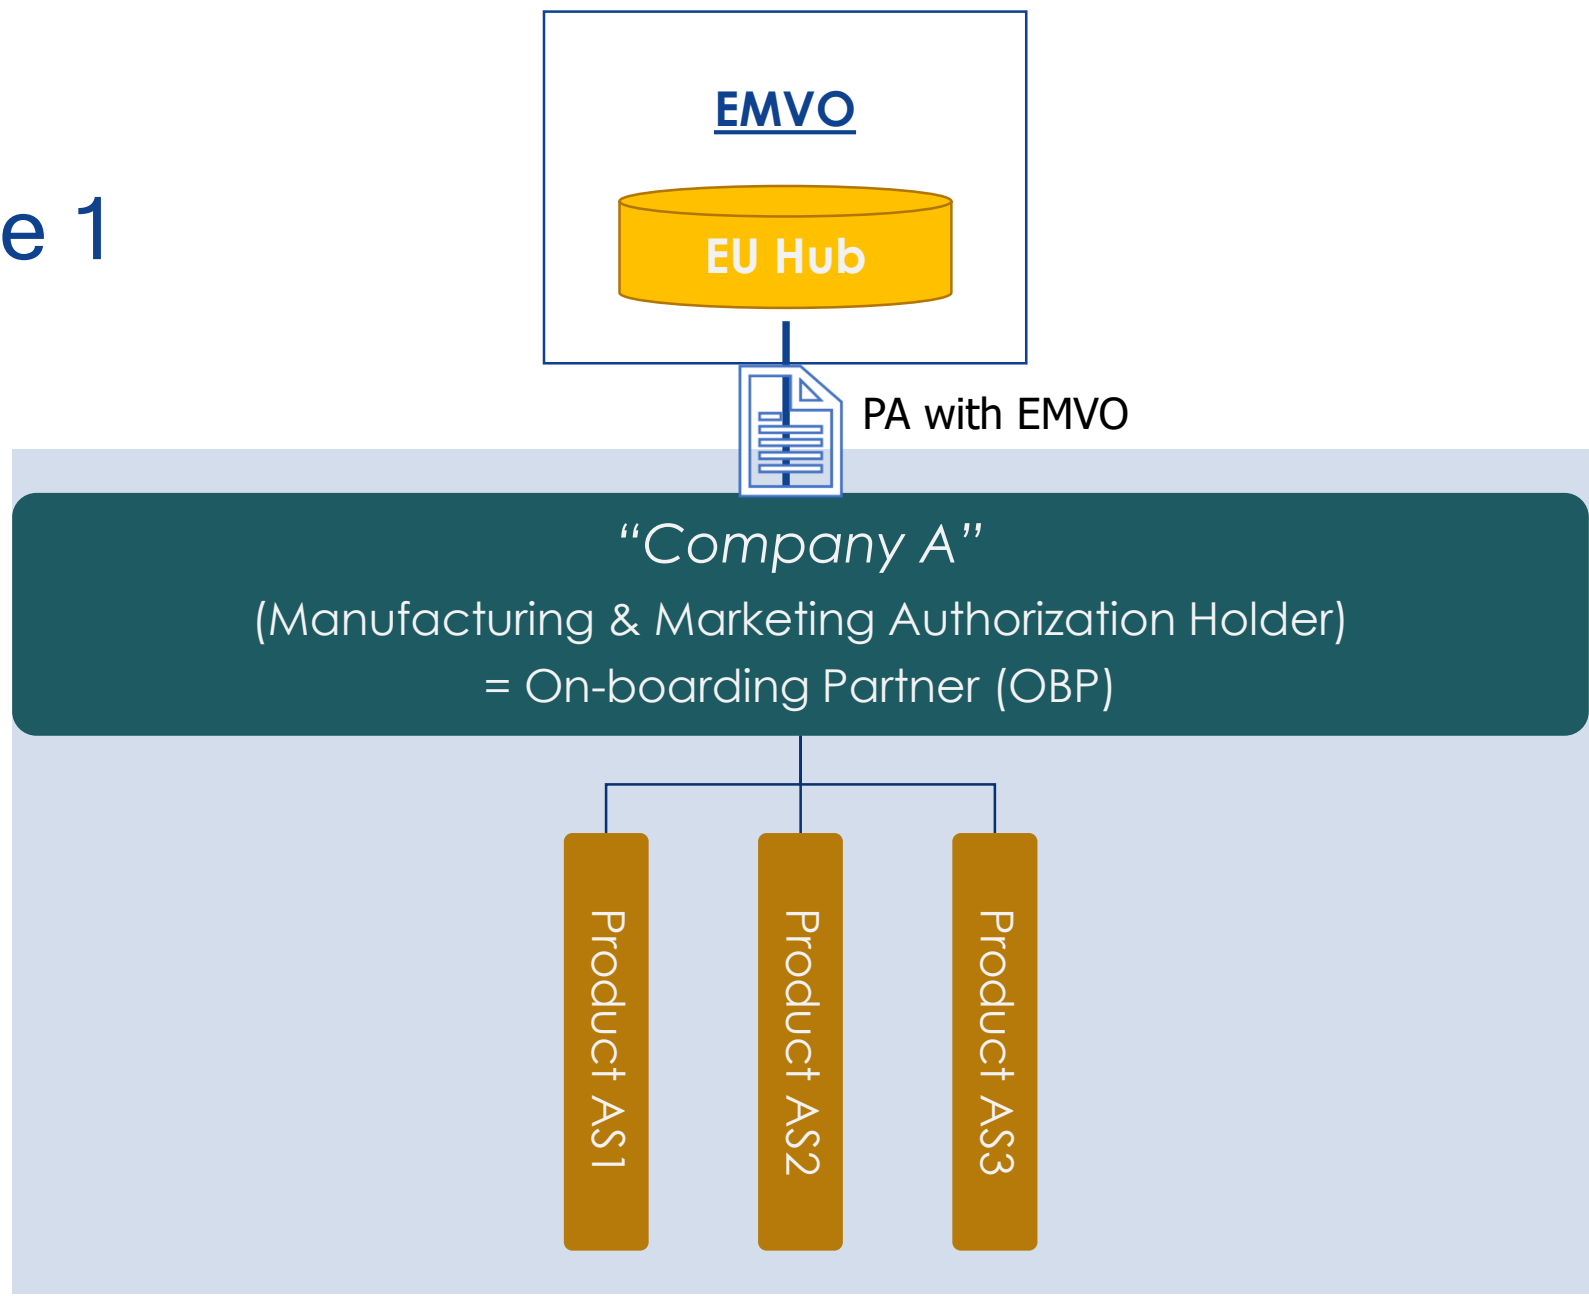 EMVO
EU Hub
e 1
PA with EMVO
“Company A”
(Manufacturing & Marketing Authorization Holder)
= On-boarding Partner (OBP)
Product AS1
Product AS2
Product AS3